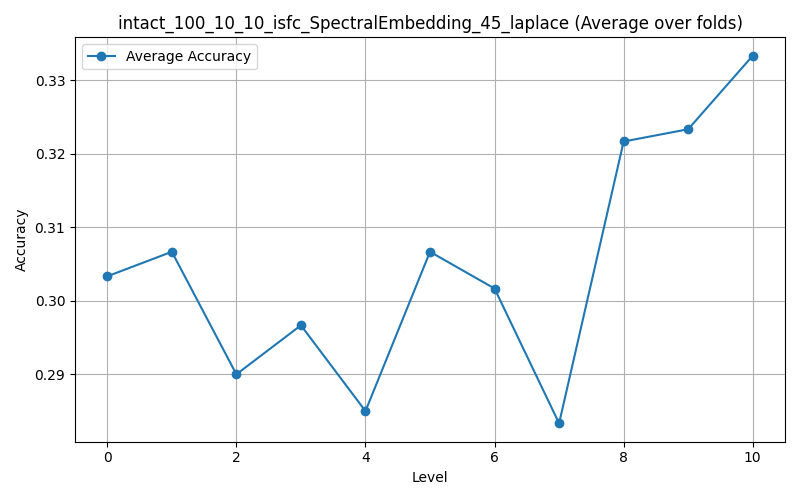 intact_100_10_10_isfc_SpectralEmbedding_45_laplace (Average over folds)
Average Accuracy
0.33
0.32
0.31
0.30
0.29
Accuracy
0 2 4 6 8 10
Level